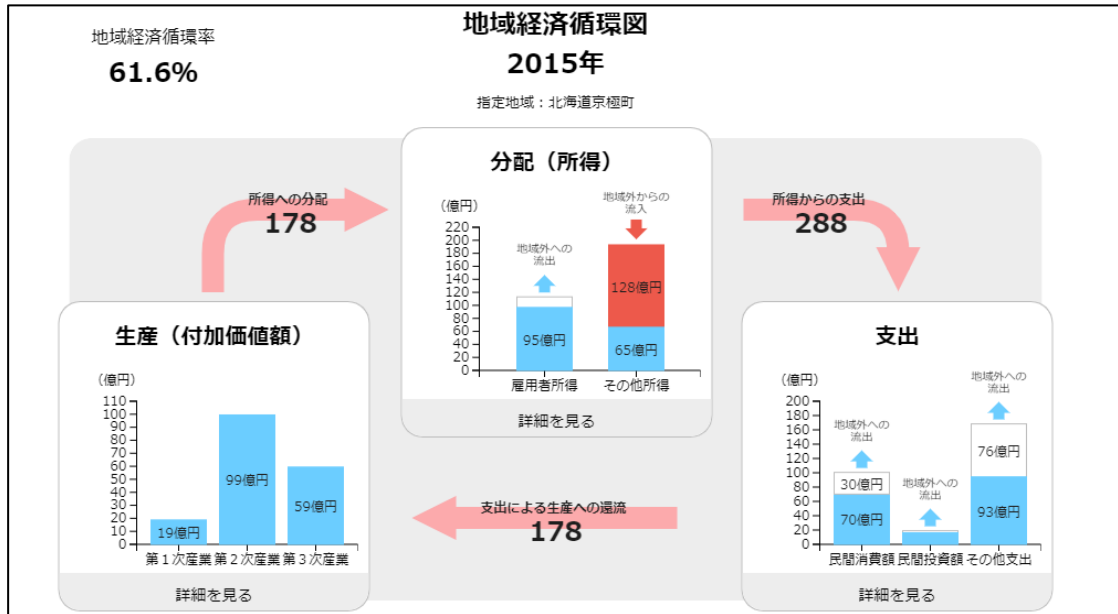 地域経済循環率
61.6%
地域経済循環図
2015年
指定地域：北海道京極町
所得への分配
178
分配（所得）
（億円）
220
200
180
160
140
120
100
80
60
40
20
0
地域外への
流出
95億円
地域外からの
流入
128億円
65億円
雇用者所得
その他所得
詳細を見る
所得からの支出
288
生産（付加価値額）
（億円）
110
100
90
80
70
60
50
40
30
20
10
0
19億円
99億円
59億円
第１次産業
第２次産業
第３次産業
詳細を見る
支出による生産への還流
178
支出
（億円）
200
180
160
140
120
100
80
60
40
20
0
地域外への
流出
30億円
70億円
地域外への
流出
地域外への
流出
76億円
93億円
民間消費額
民間投資額
その他支出
詳細を見る